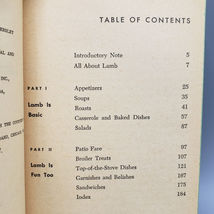 TABLE OF CONTENTS
Introductory Note 5
All About Lamb 7
PART I
Lamb Is
Basic
Appetizers 25
Soups 35
Roasts 41
Casserole and Baked Dishes 57
Salads 87
PART II
Lamb Is
Fun Too
Patio Fare 97
Broiler Treats 107
Top-of-the-Stove Dishes 131
Garnishes and Relishes 167
Sandwiches 175
Index 184
INC.,